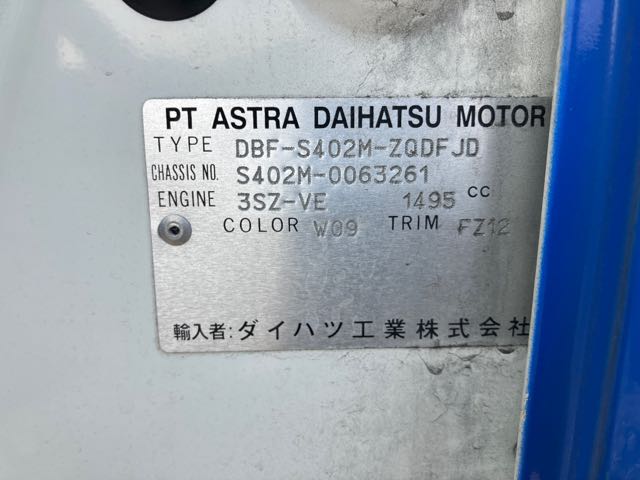 PT ASTRA DAIHATSU MOTOR
TYPE DBF-S402M-ZQDFJD
CHASSIS NO. S402M-0063261
ENGINE 3SZ-VE 1495 cc
COLOR W09 TRIM FZ12
輸入者: ダイハツ工業株式会社